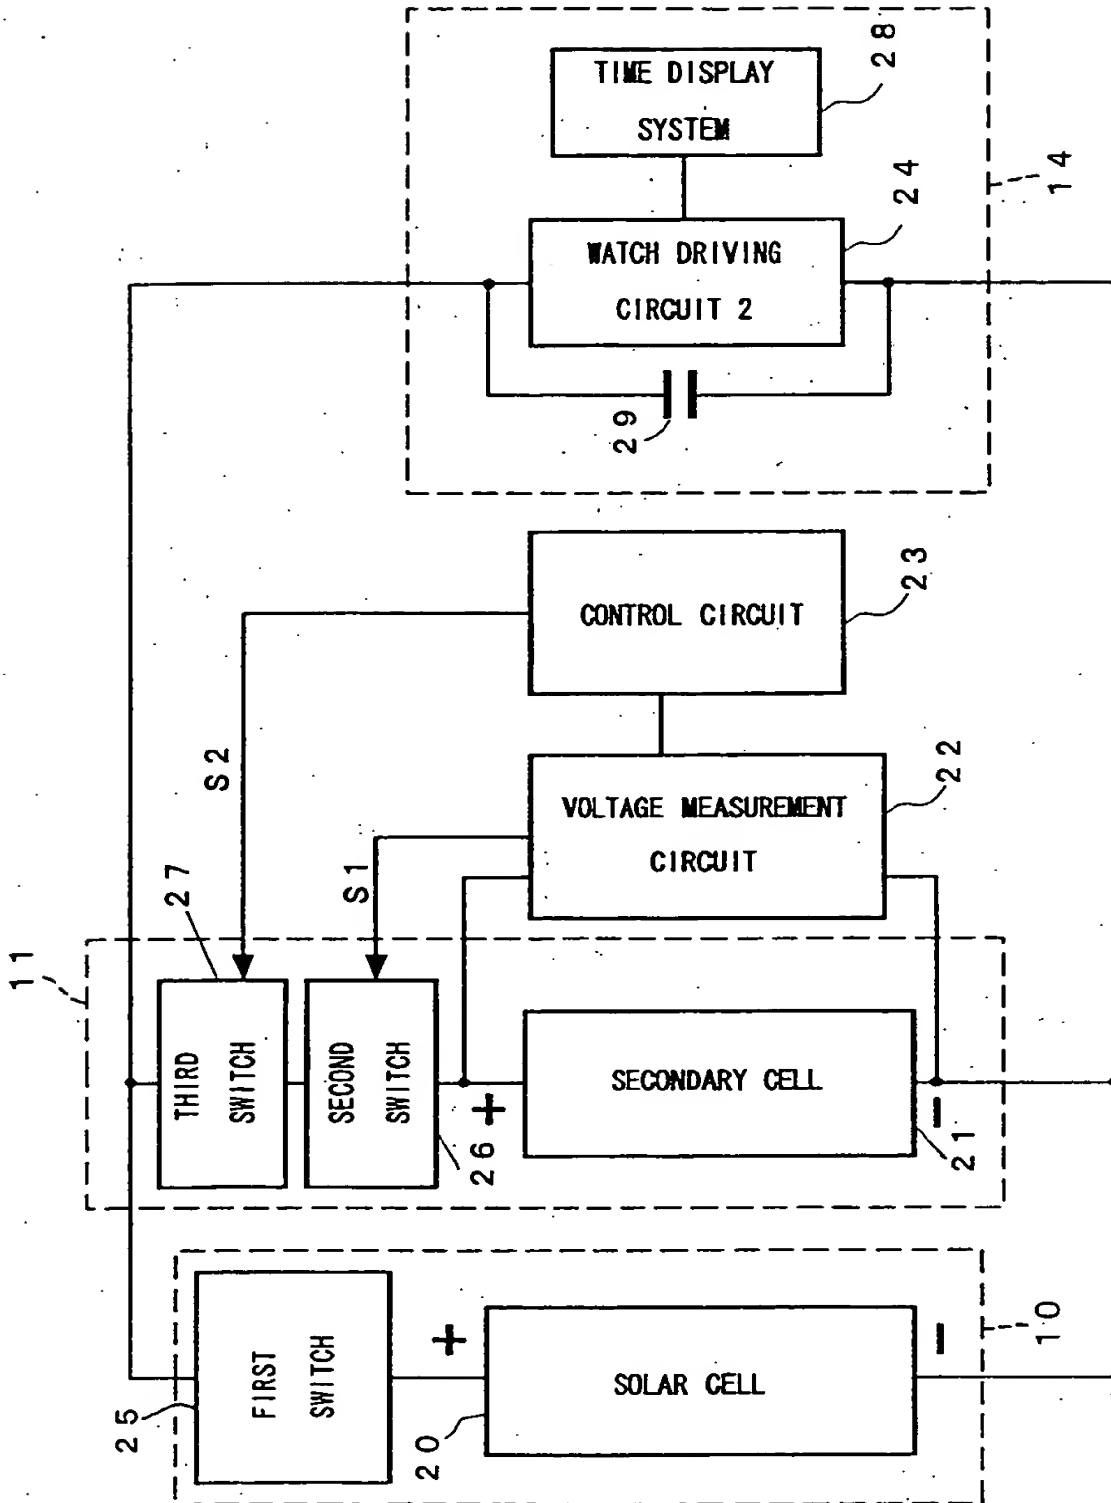 TIME DISPLAY
SYSTEM
28
WATCH DRIVING
CIRCUIT 2
24
14
29
CONTROL CIRCUIT
23
S2
VOLTAGE MEASUREMENT
CIRCUIT
22
S1
11
27
THIRD
SWITCH
SECOND
SWITCH
26
+
SECONDARY CELL
21
−
25
FIRST
SWITCH
+
20
SOLAR CELL
−
10